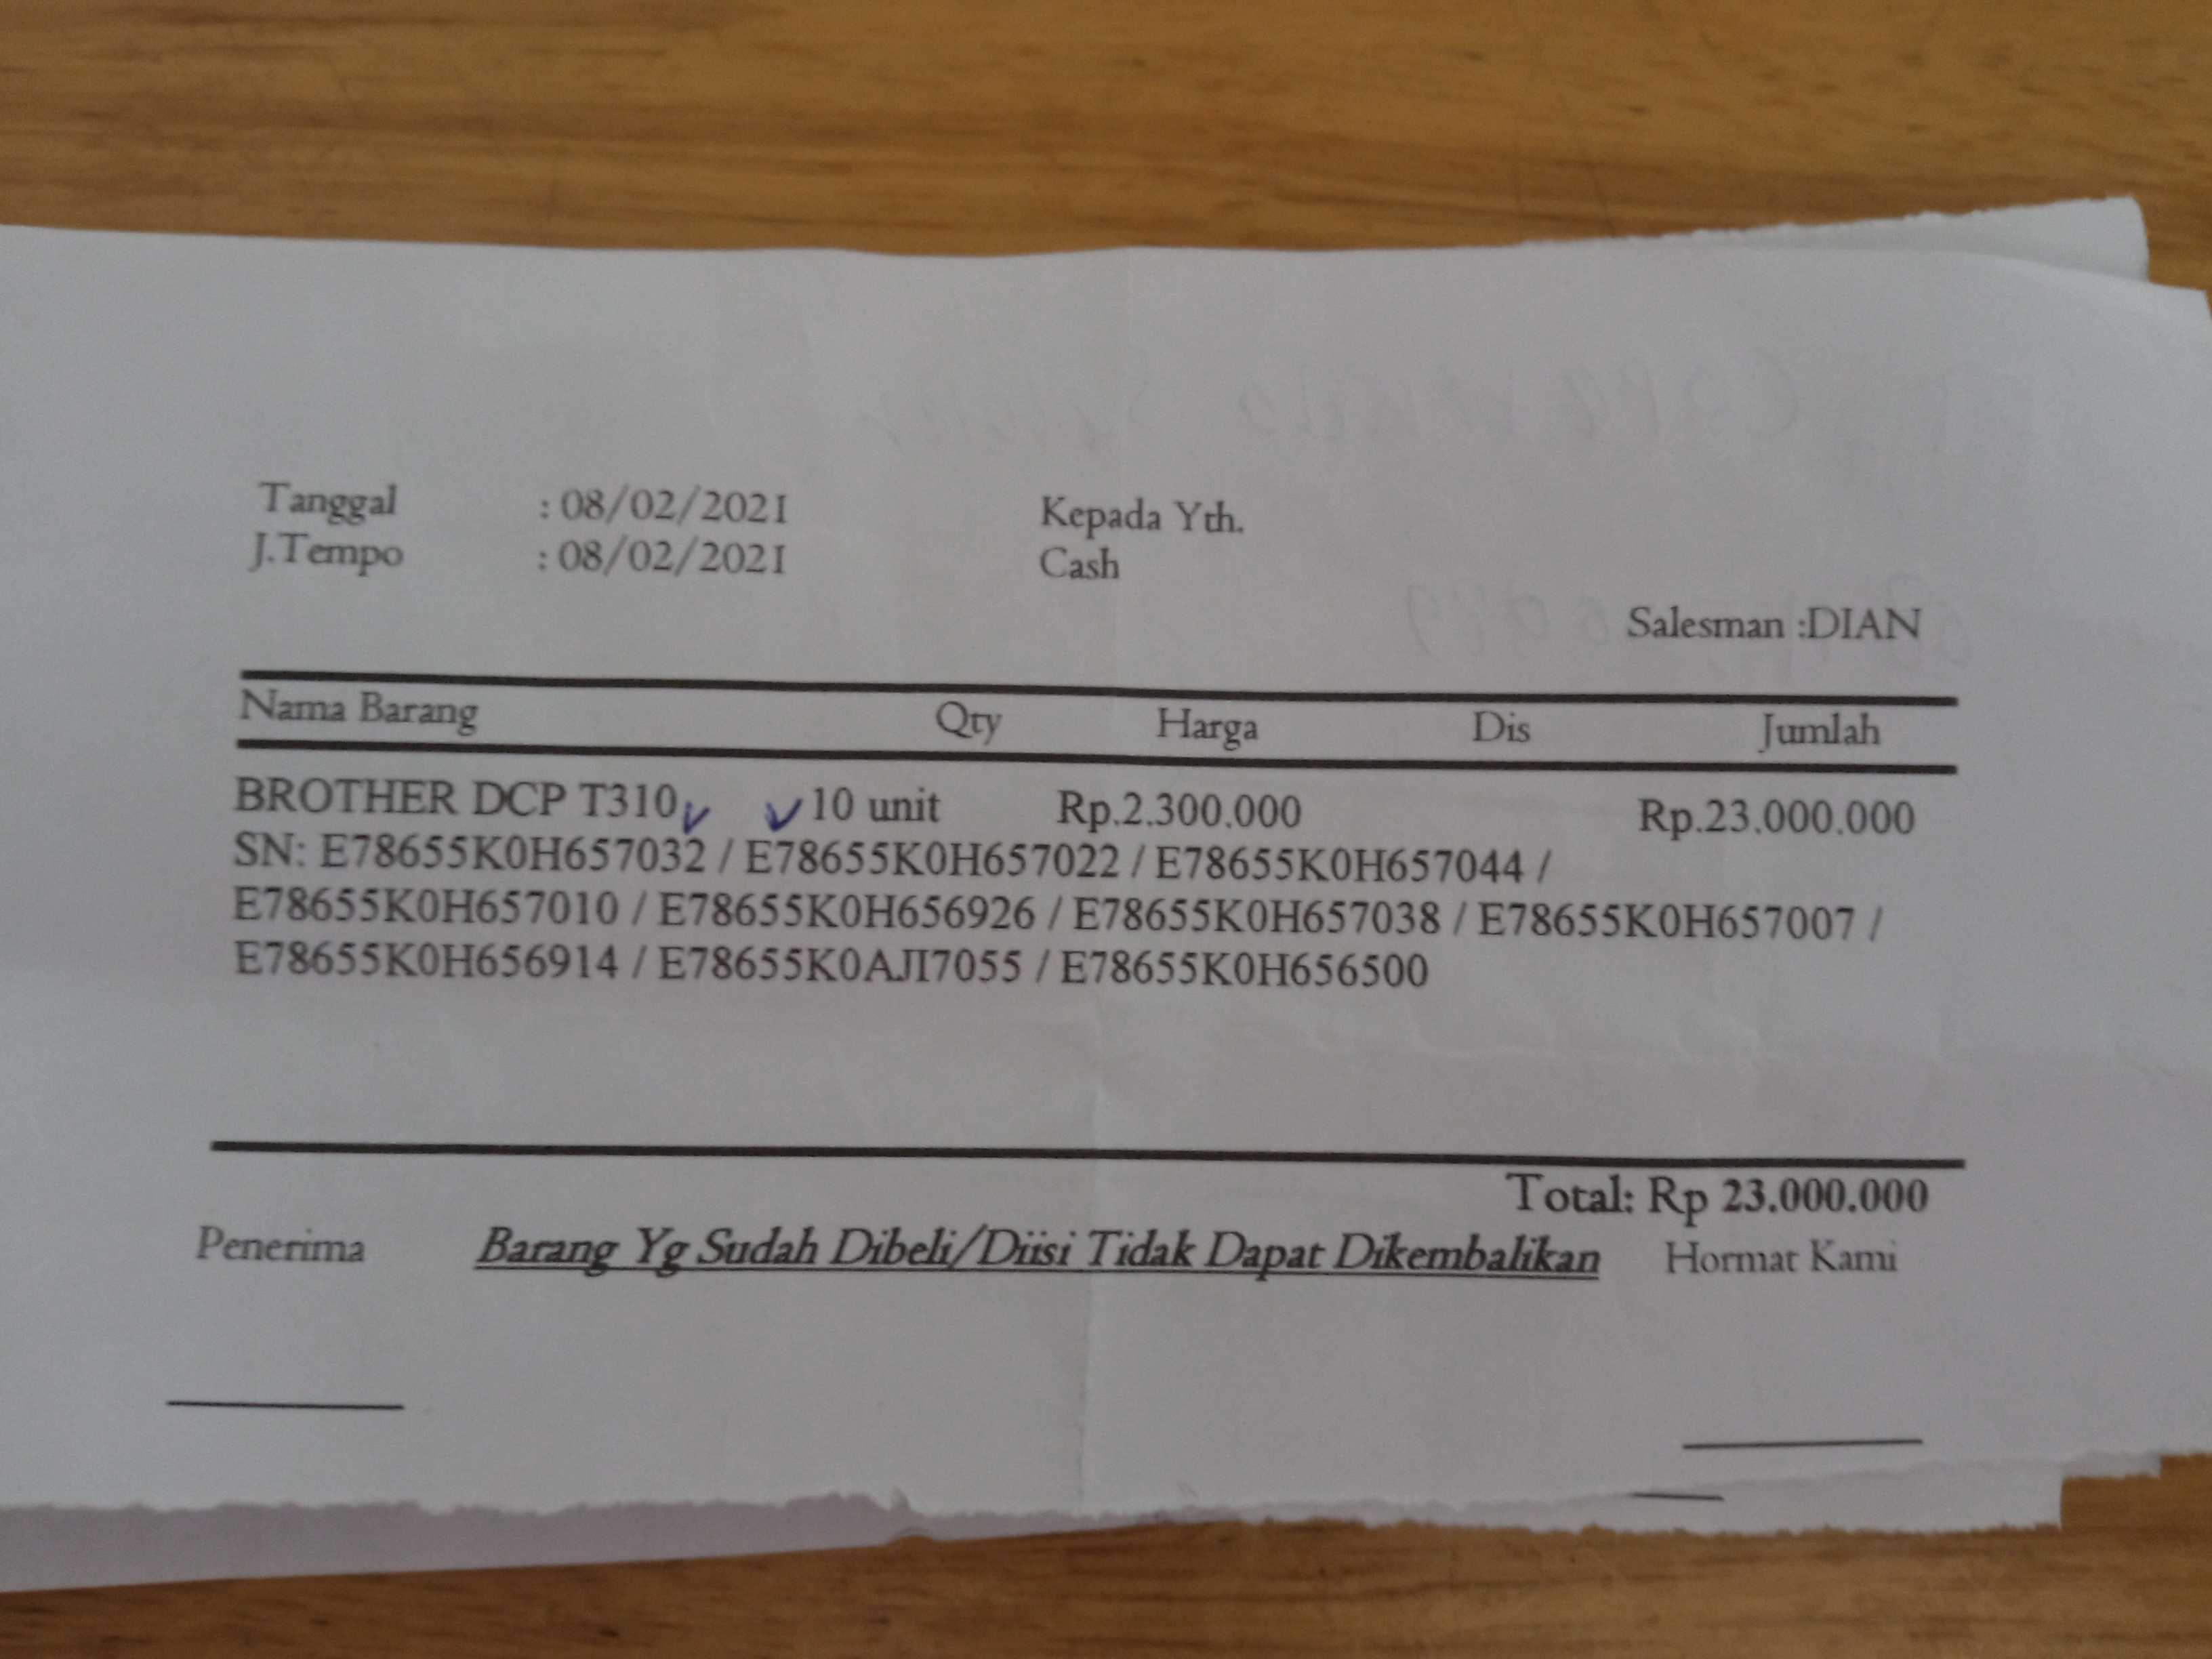 Tanggal : 08/02/2021 Kepada Yth.
J.Tempo : 08/02/2021 Cash
Salesman :DIAN
Nama Barang Qty Harga Dis Jumlah
BROTHER DCP T310 10 unit Rp.2.300.000 Rp.23.000.000
SN: E78655K0H657032 / E78655K0H657022 / E78655K0H657044 /
E78655K0H657010 / E78655K0H656926 / E78655K0H657038 / E78655K0H657007 /
E78655K0H656914 / E78655K0AJI7055 / E78655K0H656500
Total: Rp 23.000.000
Penerima Barang Yg Sudah Dibeli/Diisi Tidak Dapat Dikembalikan Hormat Kami